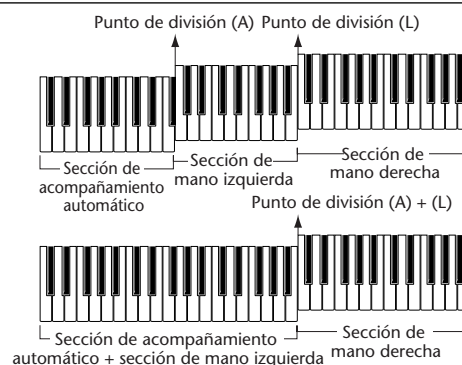 Punto de división (A)
Punto de división (L)
Sección de
acompañamiento
automático
Sección de
mano izquierda
Sección de
mano derecha
Punto de división (A) + (L)
Sección de acompañamiento
automático + sección de mano izquierda
Sección de
mano derecha